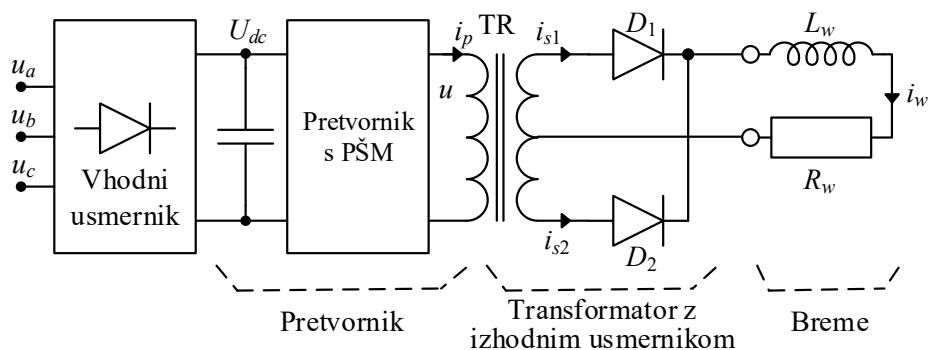 u_a
u_b
u_c
Vhodni
usmernik
U_dc
Pretvornik
s PŠM
i_p
u
TR
i_s1
i_s2
D_1
D_2
L_w
i_w
R_w
Pretvornik
Transformator z
izhodnim usmernikom
Breme